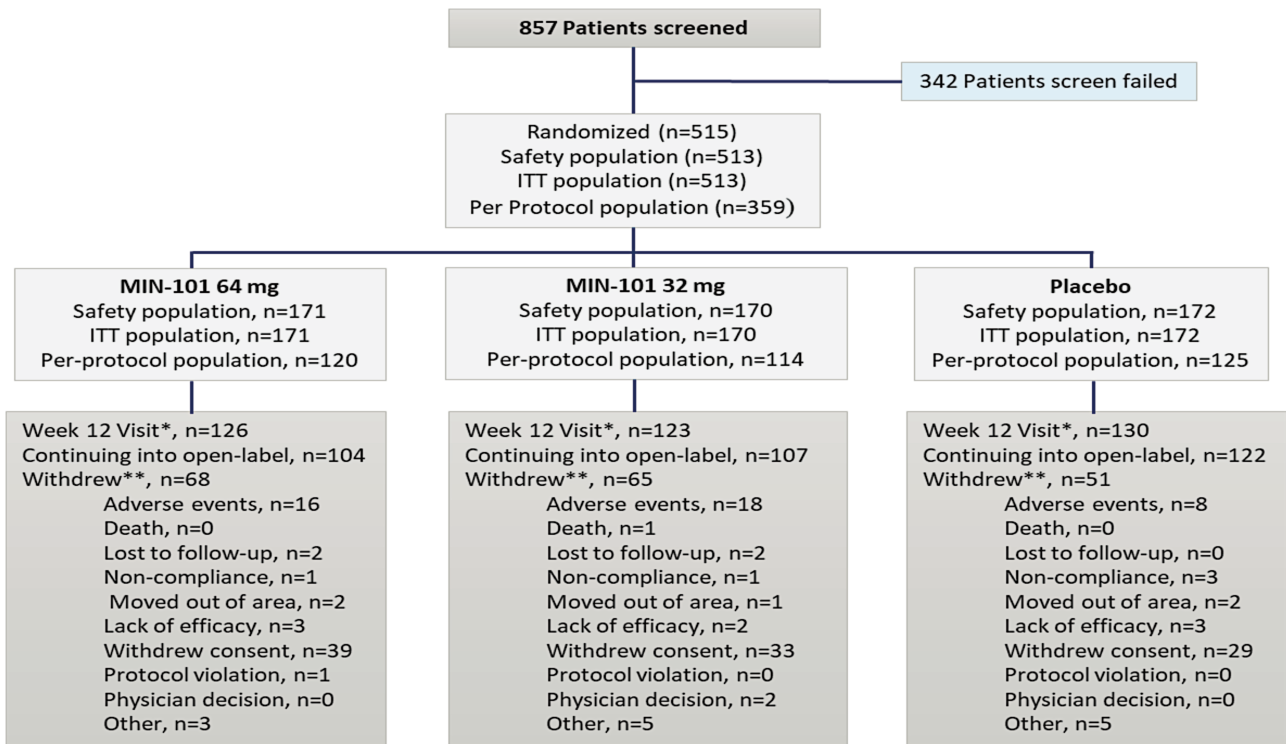 857 Patients screened
342 Patients screen failed
Randomized (n=515)
Safety population (n=513)
ITT population (n=513)
Per Protocol population (n=359)
MIN-101 64 mg
Safety population, n=171
ITT population, n=171
Per-protocol population, n=120
MIN-101 32 mg
Safety population, n=170
ITT population, n=170
Per-protocol population, n=114
Placebo
Safety population, n=172
ITT population, n=172
Per-protocol population, n=125
Week 12 Visit*, n=126
Continuing into open-label, n=104
Withdrew**, n=68
Adverse events, n=16
Death, n=0
Lost to follow-up, n=2
Non-compliance, n=1
Moved out of area, n=2
Lack of efficacy, n=3
Withdrew consent, n=39
Protocol violation, n=1
Physician decision, n=0
Other, n=3
Week 12 Visit*, n=123
Continuing into open-label, n=107
Withdrew**, n=65
Adverse events, n=18
Death, n=1
Lost to follow-up, n=2
Non-compliance, n=1
Moved out of area, n=1
Lack of efficacy, n=2
Withdrew consent, n=33
Protocol violation, n=0
Physician decision, n=2
Other, n=5
Week 12 Visit*, n=130
Continuing into open-label, n=122
Withdrew**, n=51
Adverse events, n=8
Death, n=0
Lost to follow-up, n=0
Non-compliance, n=3
Moved out of area, n=2
Lack of efficacy, n=3
Withdrew consent, n=29
Protocol violation, n=0
Physician decision, n=0
Other, n=5